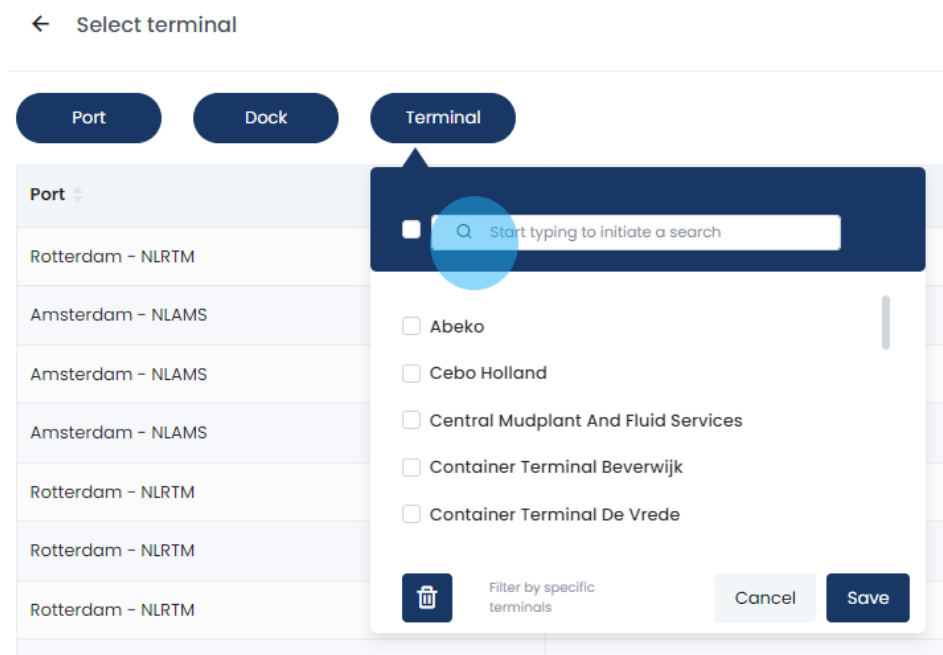 Select terminal
Port
Dock
Terminal
Port
Start typing to initiate a search
Rotterdam - NLRTM
Amsterdam - NLAMS
Amsterdam - NLAMS
Amsterdam - NLAMS
Rotterdam - NLRTM
Rotterdam - NLRTM
Rotterdam - NLRTM
Abeko
Cebo Holland
Central Mudplant And Fluid Services
Container Terminal Beverwijk
Container Terminal De Vrede
Filter by specific
terminals
Cancel
Save